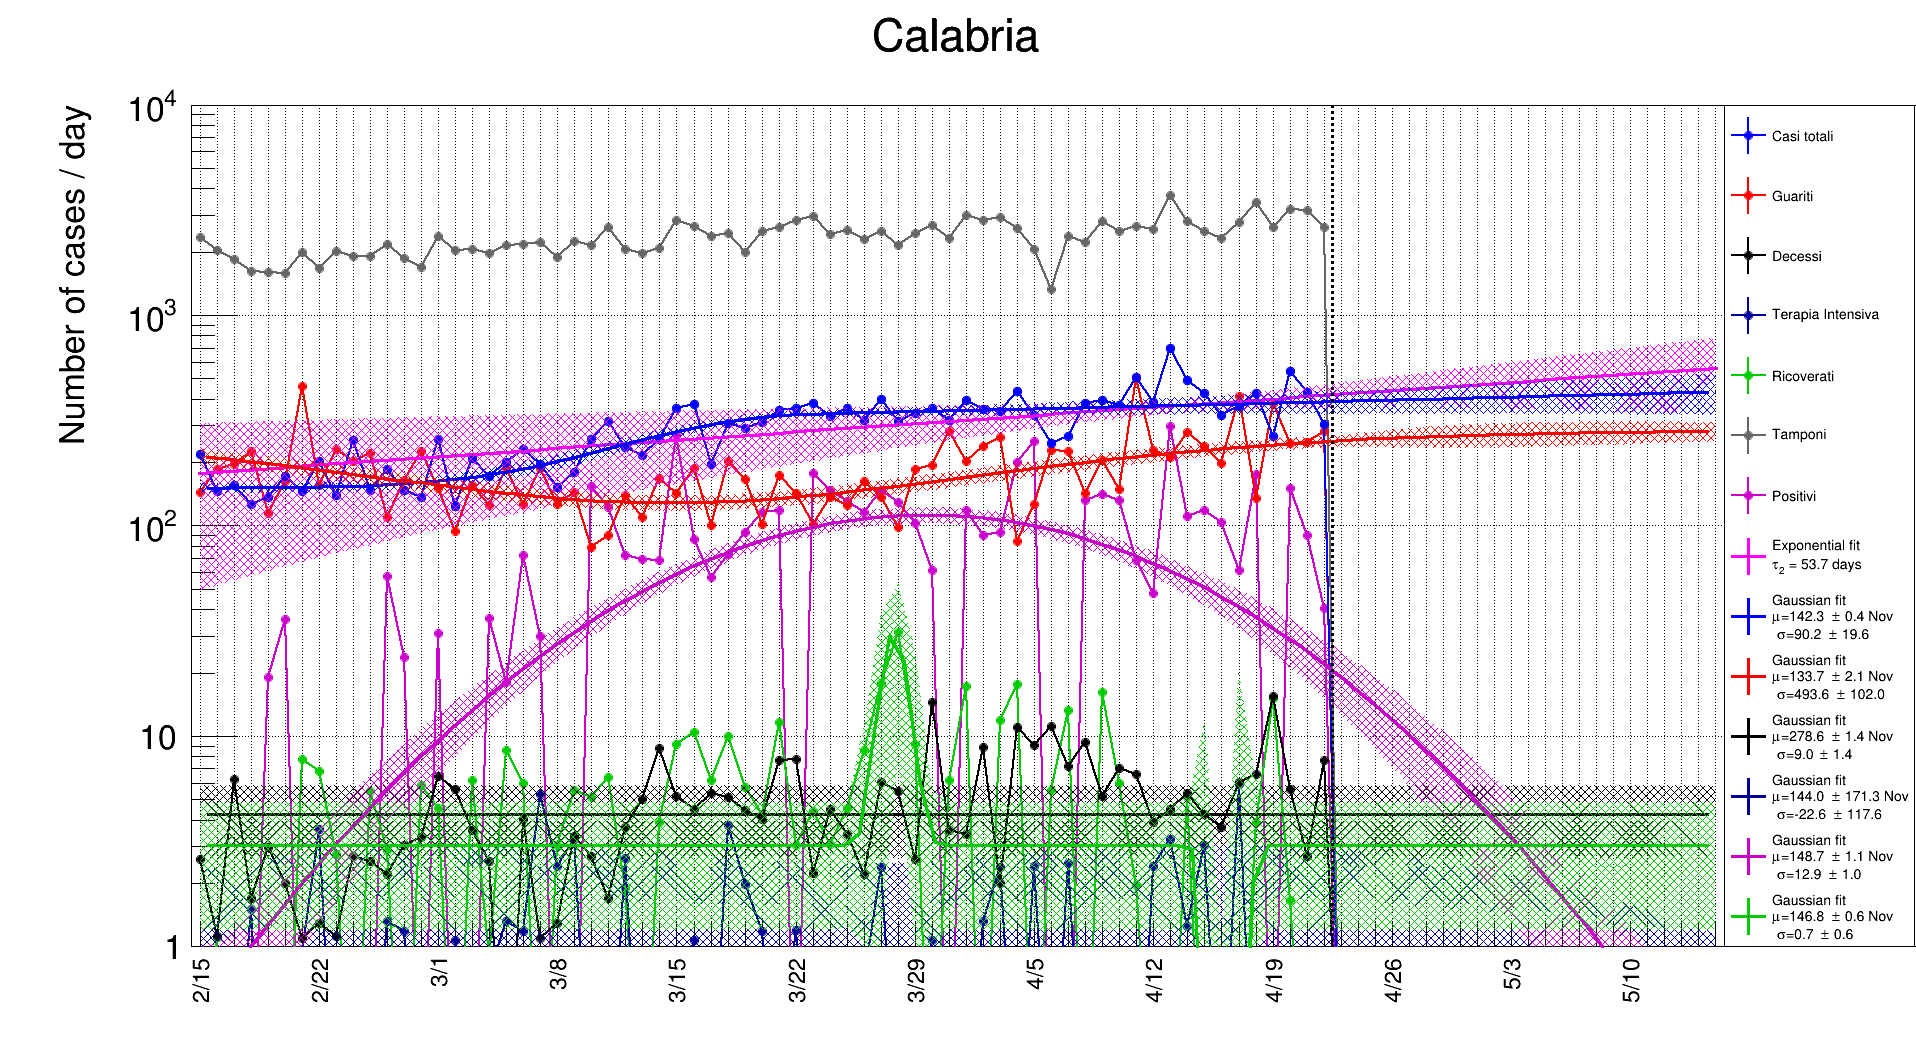 Calabria
Number of cases / day
10^4
10^3
10^2
10
1
2/15
2/22
3/1
3/8
3/15
3/22
3/29
4/5
4/12
4/19
4/26
5/3
5/10
Casi totali
Guariti
Decessi
Terapia Intensiva
Ricoverati
Tamponi
Positivi
Exponential fit
τ₂ = 53.7 days
Gaussian fit
μ=142.3 ± 0.4 Nov
σ=90.2 ± 19.6
Gaussian fit
μ=133.7 ± 2.1 Nov
σ=493.6 ± 102.0
Gaussian fit
μ=278.6 ± 1.4 Nov
σ=9.0 ± 1.4
Gaussian fit
μ=144.0 ± 171.3 Nov
σ=-22.6 ± 117.6
Gaussian fit
μ=148.7 ± 1.1 Nov
σ=12.9 ± 1.0
Gaussian fit
μ=146.8 ± 0.6 Nov
σ=0.7 ± 0.6